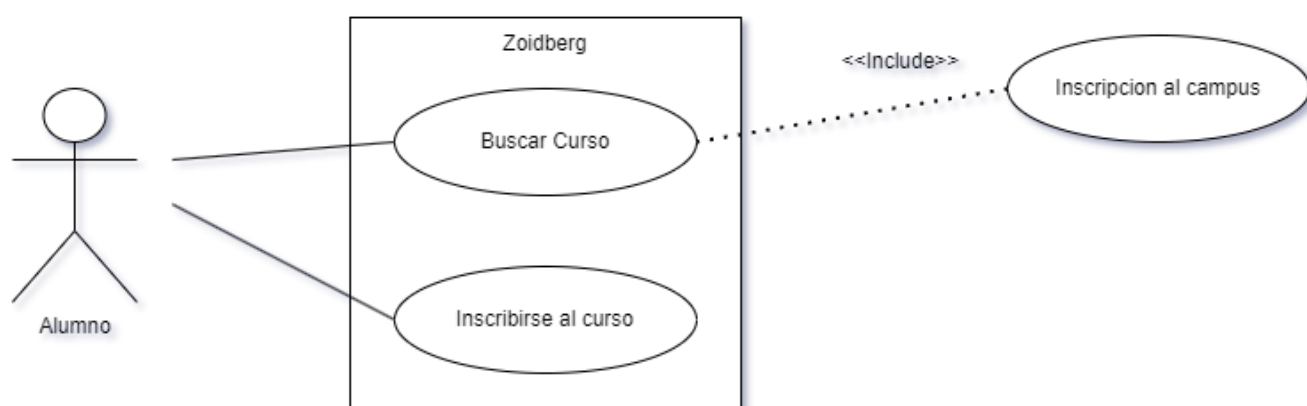 Zoidberg
<<Include>>
Inscripcion al campus
Buscar Curso
Inscribirse al curso
Alumno